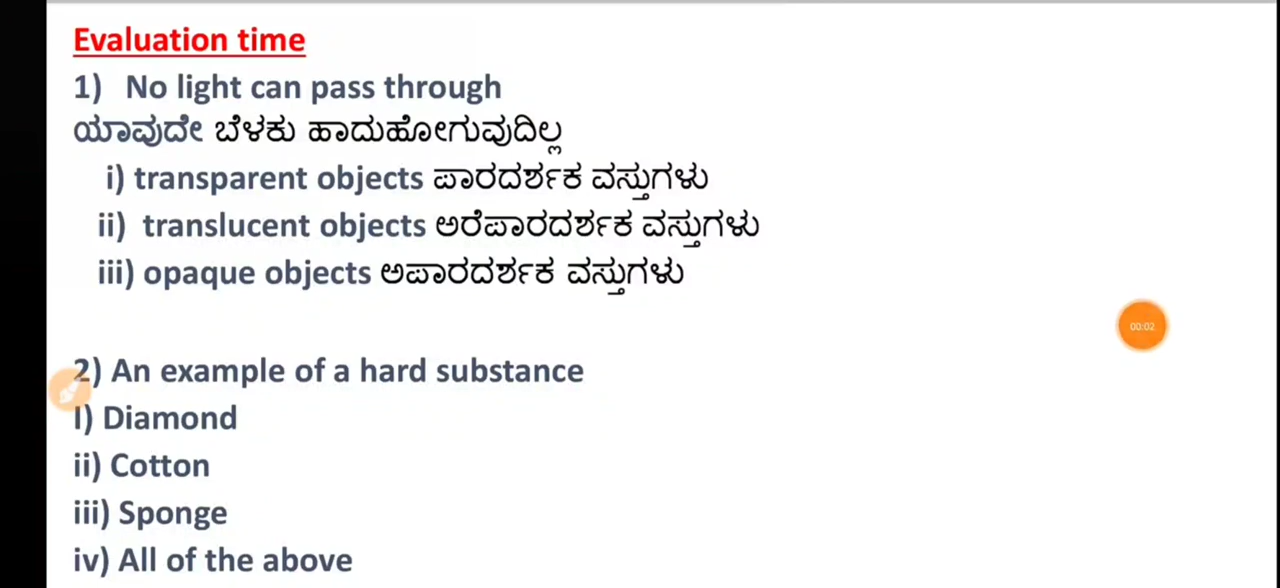 Evaluation time
1) No light can pass through
ಯಾವುದೇ ಬೆಳಕು ಹಾದುಹೋಗುವುದಿಲ್ಲ
i) transparent objects ಪಾರದರ್ಶಕ ವಸ್ತುಗಳು
ii) translucent objects ಅರೆಪಾರದರ್ಶಕ ವಸ್ತುಗಳು
iii) opaque objects ಅಪಾರದರ್ಶಕ ವಸ್ತುಗಳು
00:02
2) An example of a hard substance
I) Diamond
ii) Cotton
iii) Sponge
iv) All of the above